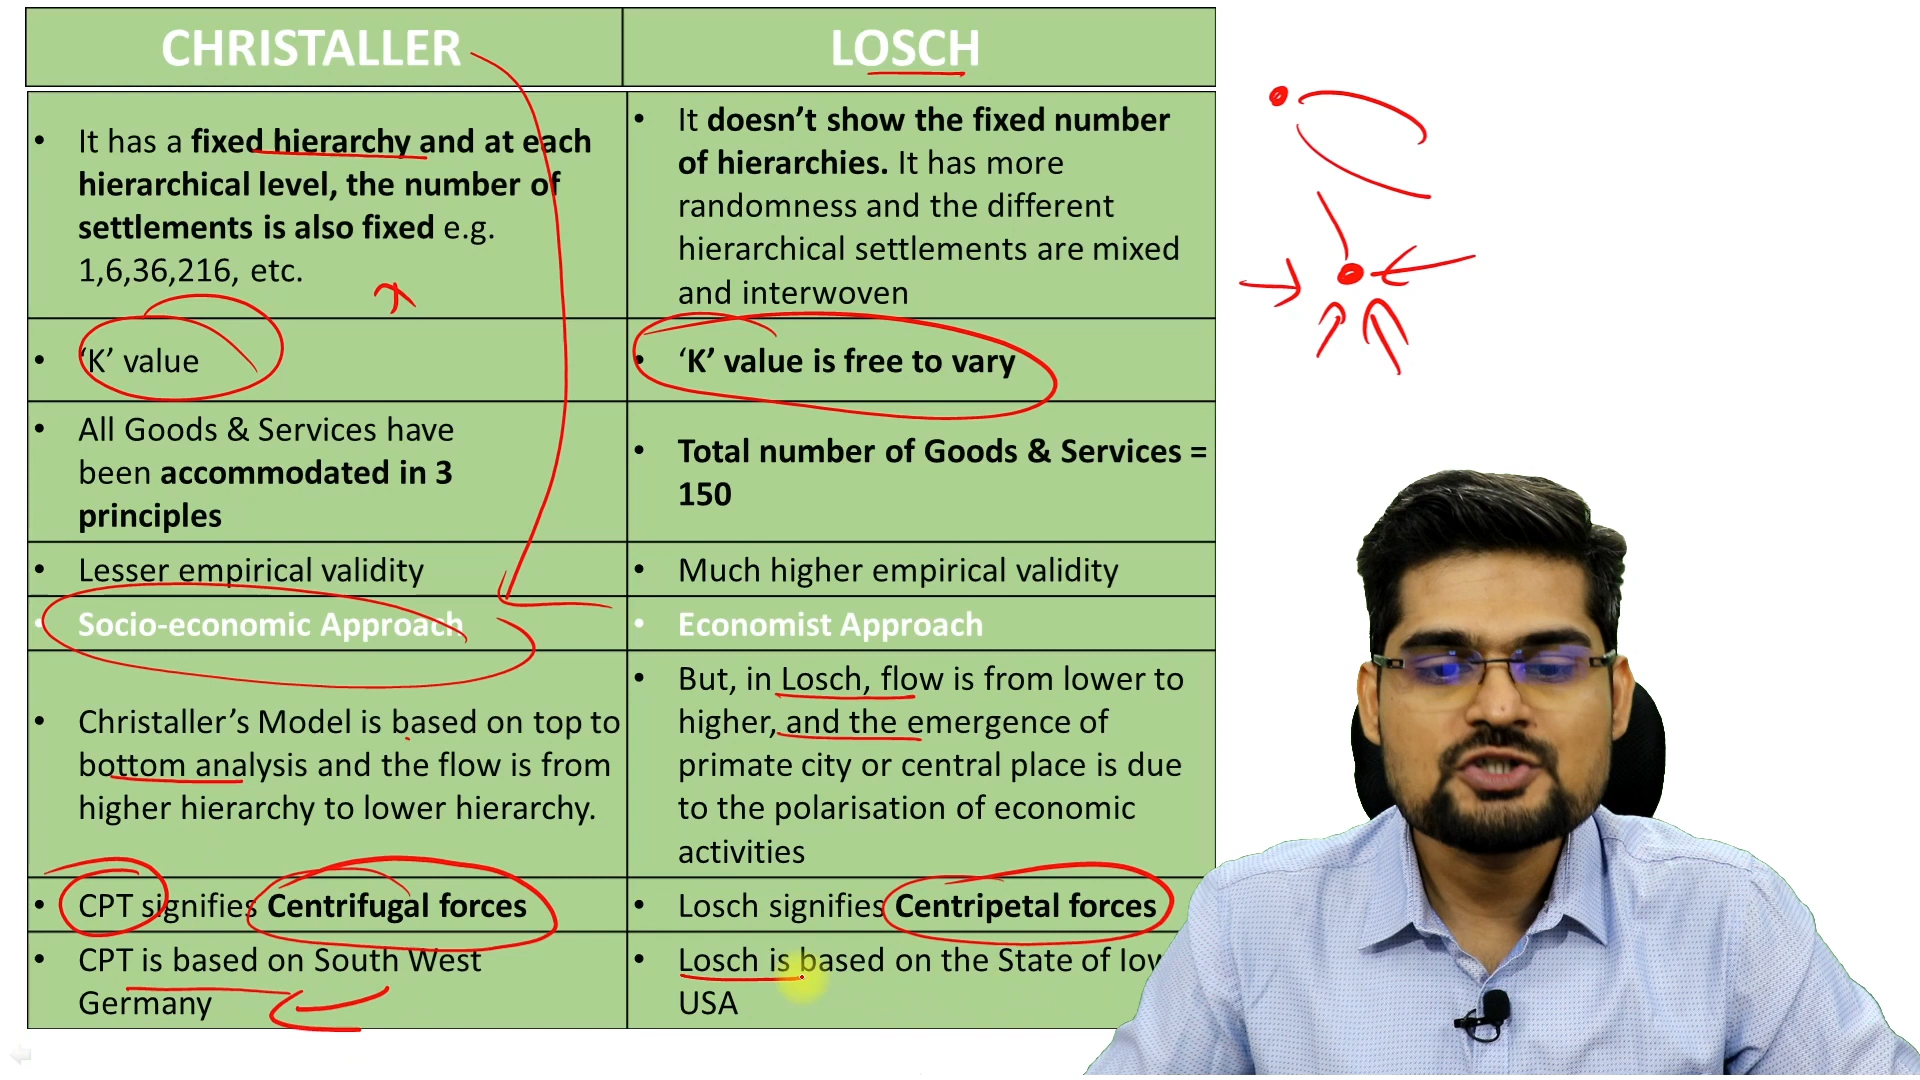 CHRISTALLER
LOSCH
• It has a fixed hierarchy and at each
hierarchical level, the number of
settlements is also fixed e.g.
1,6,36,216, etc.
• It doesn’t show the fixed number
of hierarchies. It has more
randomness and the different
hierarchical settlements are mixed
and interwoven
• ‘K’ value
• ‘K’ value is free to vary
• All Goods & Services have
been accommodated in 3
principles
• Total number of Goods & Services =
150
• Lesser empirical validity
• Much higher empirical validity
• Socio-economic Approach
• Economist Approach
• Christaller’s Model is based on top to
bottom analysis and the flow is from
higher hierarchy to lower hierarchy.
• But, in Losch, flow is from lower to
higher, and the emergence of
primate city or central place is due
to the polarisation of economic
activities
• CPT signifies Centrifugal forces
• Losch signifies Centripetal forces
• CPT is based on South West
Germany
• Losch is based on the State of
USA